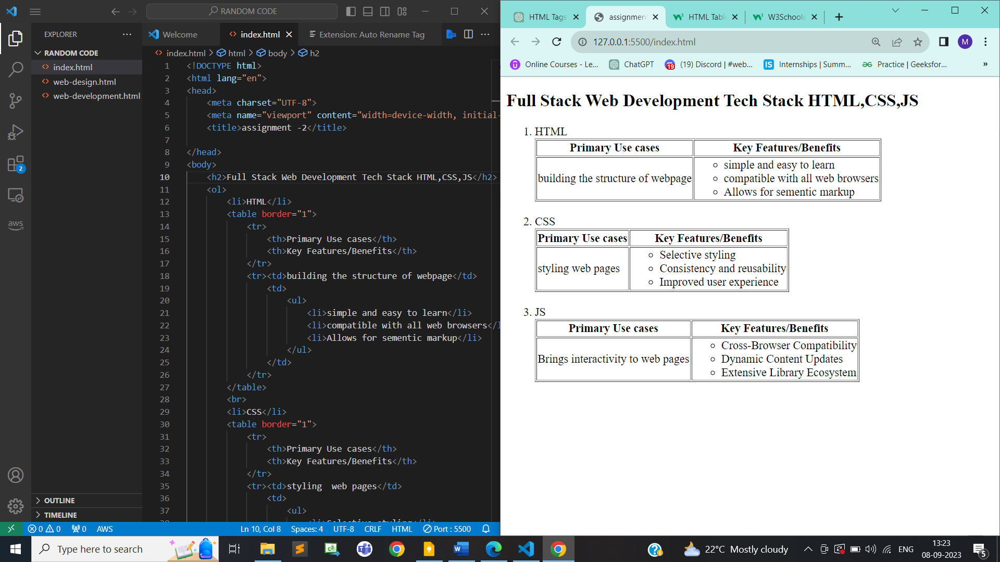 RANDOM CODE
EXPLORER
RANDOM CODE
index.html
web-design.html
web-development.html
OUTLINE
TIMELINE
Welcome
index.html
Extension: Auto Rename Tag
index.html > html > body > h2
1 <!DOCTYPE html>
2 <html lang="en">
3 <head>
4 <meta charset="UTF-8">
5 <meta name="viewport" content="width=device-width, initial-
6 <title>assignment -2</title>
7
8 </head>
9 <body>
10 <h2>Full Stack Web Development Tech Stack HTML,CSS,JS</h2>
11 <ol>
12 <li>HTML</li>
13 <table border="1">
14 <tr>
15 <th>Primary Use cases</th>
16 <th>Key Features/Benefits</th>
17 </tr>
18 <tr><td>building the structure of webpage</td>
19 <td>
20 <ul>
21 <li>simple and easy to learn</li>
22 <li>compatible with all web browsers</l
23 <li>Allows for sementic markup</li>
24 </ul>
25 </td>
26 </tr>
27 </table>
28 <br>
29 <li>CSS</li>
30 <table border="1">
31 <tr>
32 <th>Primary Use cases</th>
33 <th>Key Features/Benefits</th>
34 </tr>
35 <tr><td>styling  web pages</td>
36 <td>
37 <ul>
<li>Selective styling</li>
aws
2
0 0 0 AWS Ln 10, Col 8 Spaces: 4 UTF-8 CRLF HTML Port : 5500
HTML Tags
assignmen
HTML Tabl
W3Schools
127.0.0.1:5500/index.html
M
Online Courses - Le...
ChatGPT
19 (19) Discord | #web...
IS Internships | Summ...
Practice | Geeksfor...
»
Full Stack Web Development Tech Stack HTML,CSS,JS
1. HTML
Primary Use cases Key Features/Benefits
building the structure of webpage
simple and easy to learn
compatible with all web browsers
Allows for sementic markup
2. CSS
Primary Use cases Key Features/Benefits
styling web pages
Selective styling
Consistency and reusability
Improved user experience
3. JS
Primary Use cases Key Features/Benefits
Brings interactivity to web pages
Cross-Browser Compatibility
Dynamic Content Updates
Extensive Library Ecosystem
Type here to search
22°C Mostly cloudy
ENG
13:23
08-09-2023
5